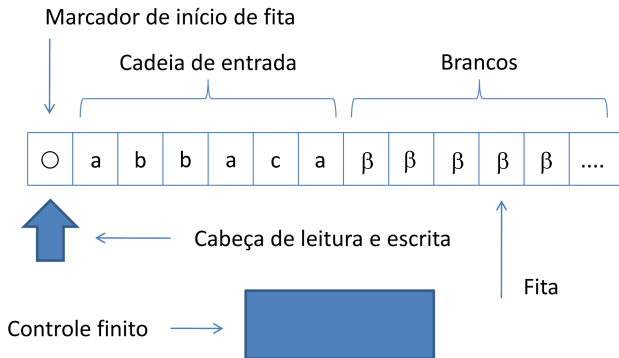 Marcador de início de fita
Cadeia de entrada
Brancos
○ a b b a c a β β β β β ....
Cabeça de leitura e escrita
Fita
Controle finito